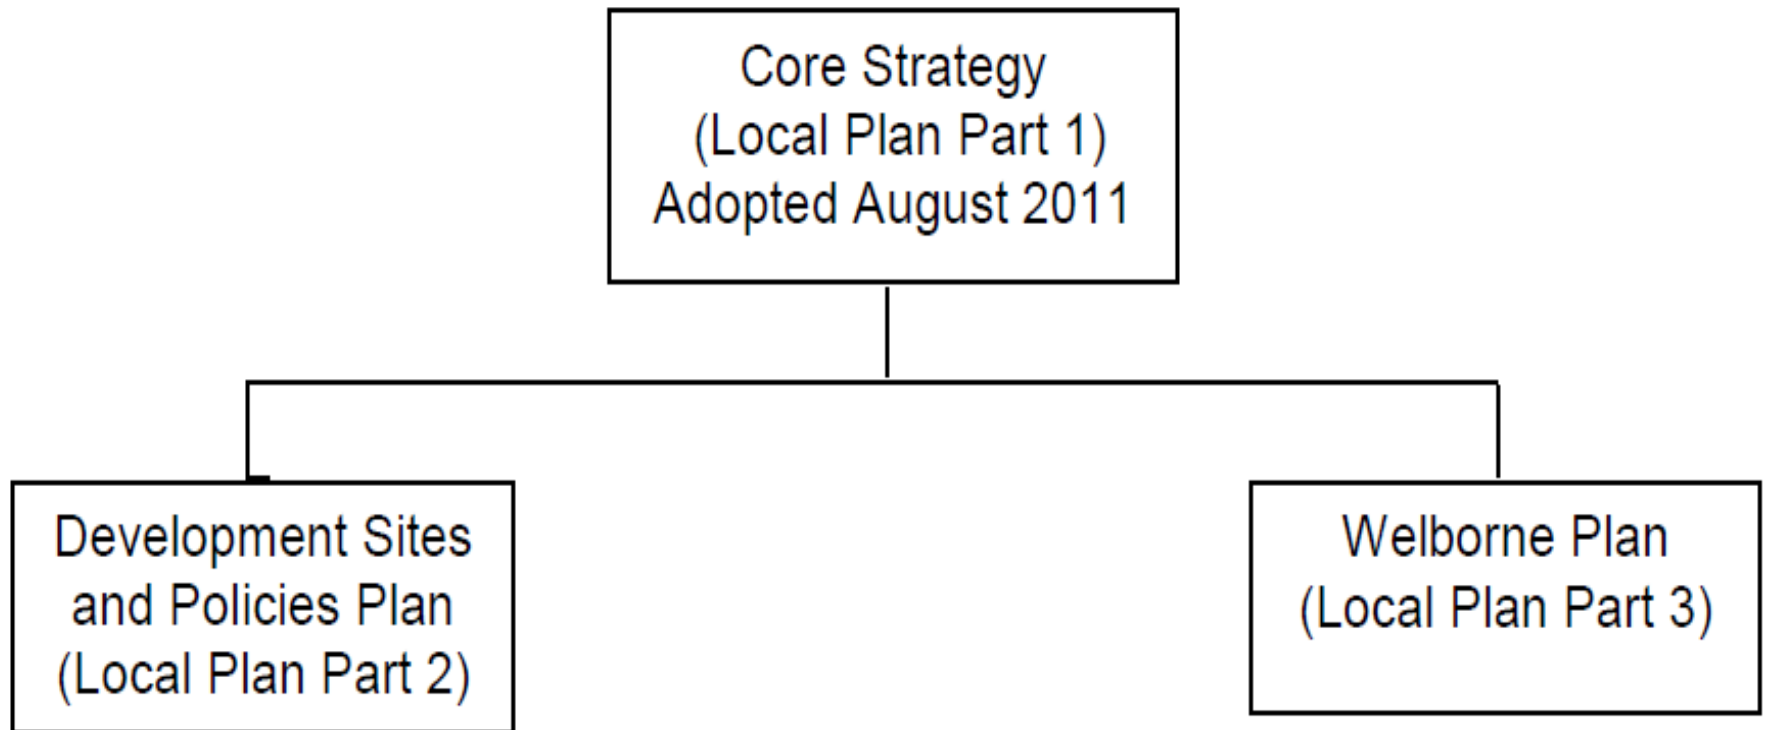 Core Strategy
(Local Plan Part 1)
Adopted August 2011
Development Sites
and Policies Plan
(Local Plan Part 2)
Welborne Plan
(Local Plan Part 3)